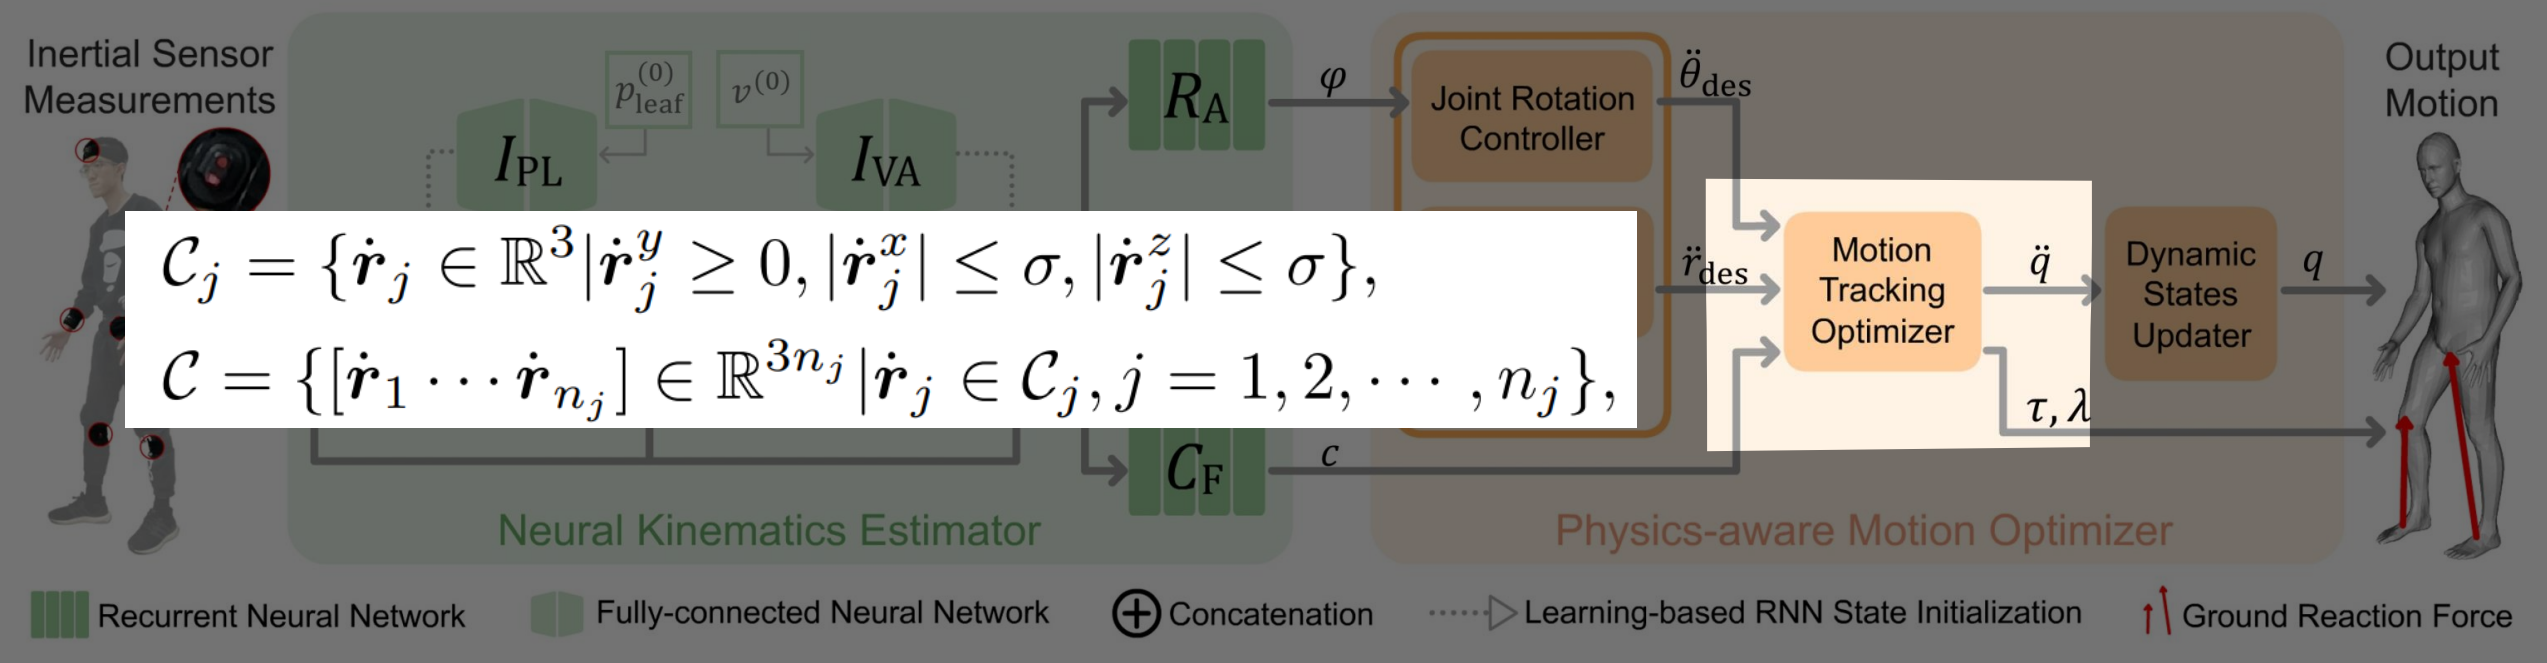 Inertial Sensor
Measurements
p_leaf^(0)
v^(0)
I_PL
I_VA
R_A
φ
Joint Rotation
Controller
θ̈_des
Output
Motion
𝒞_j = {ṙ_j ∈ ℝ^3 | ṙ_j^y ≥ 0, |ṙ_j^x| ≤ σ, |ṙ_j^z| ≤ σ},
𝒞 = {[ṙ_1 ⋯ ṙ_{n_j}] ∈ ℝ^{3n_j} | ṙ_j ∈ 𝒞_j, j = 1, 2, ⋯ , n_j},
r̈_des
Motion
Tracking
Optimizer
q̈
Dynamic
States
Updater
q
τ, λ
C_F
c
Neural Kinematics Estimator
Physics-aware Motion Optimizer
Recurrent Neural Network
Fully-connected Neural Network
Concatenation
Learning-based RNN State Initialization
Ground Reaction Force